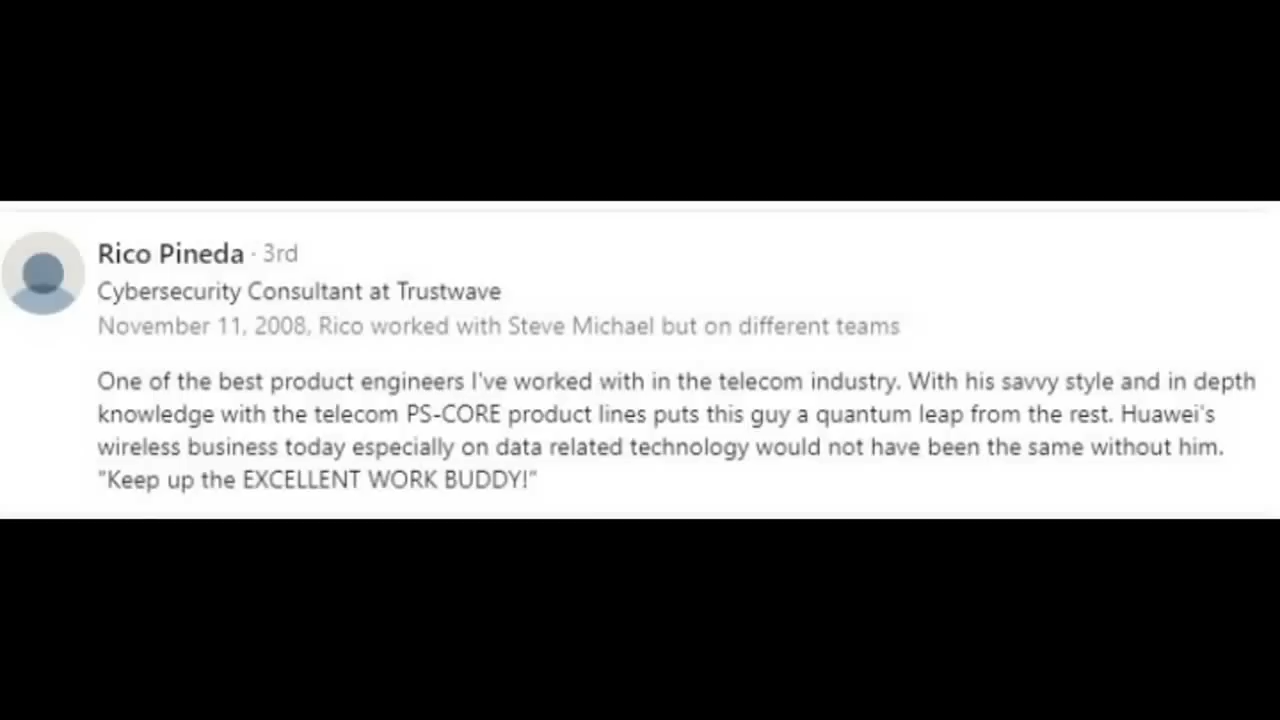 Rico Pineda · 3rd
Cybersecurity Consultant at Trustwave
November 11, 2008, Rico worked with Steve Michael but on different teams
One of the best product engineers I've worked with in the telecom industry. With his savvy style and in depth
knowledge with the telecom PS-CORE product lines puts this guy a quantum leap from the rest. Huawei's
wireless business today especially on data related technology would not have been the same without him.
"Keep up the EXCELLENT WORK BUDDY!"